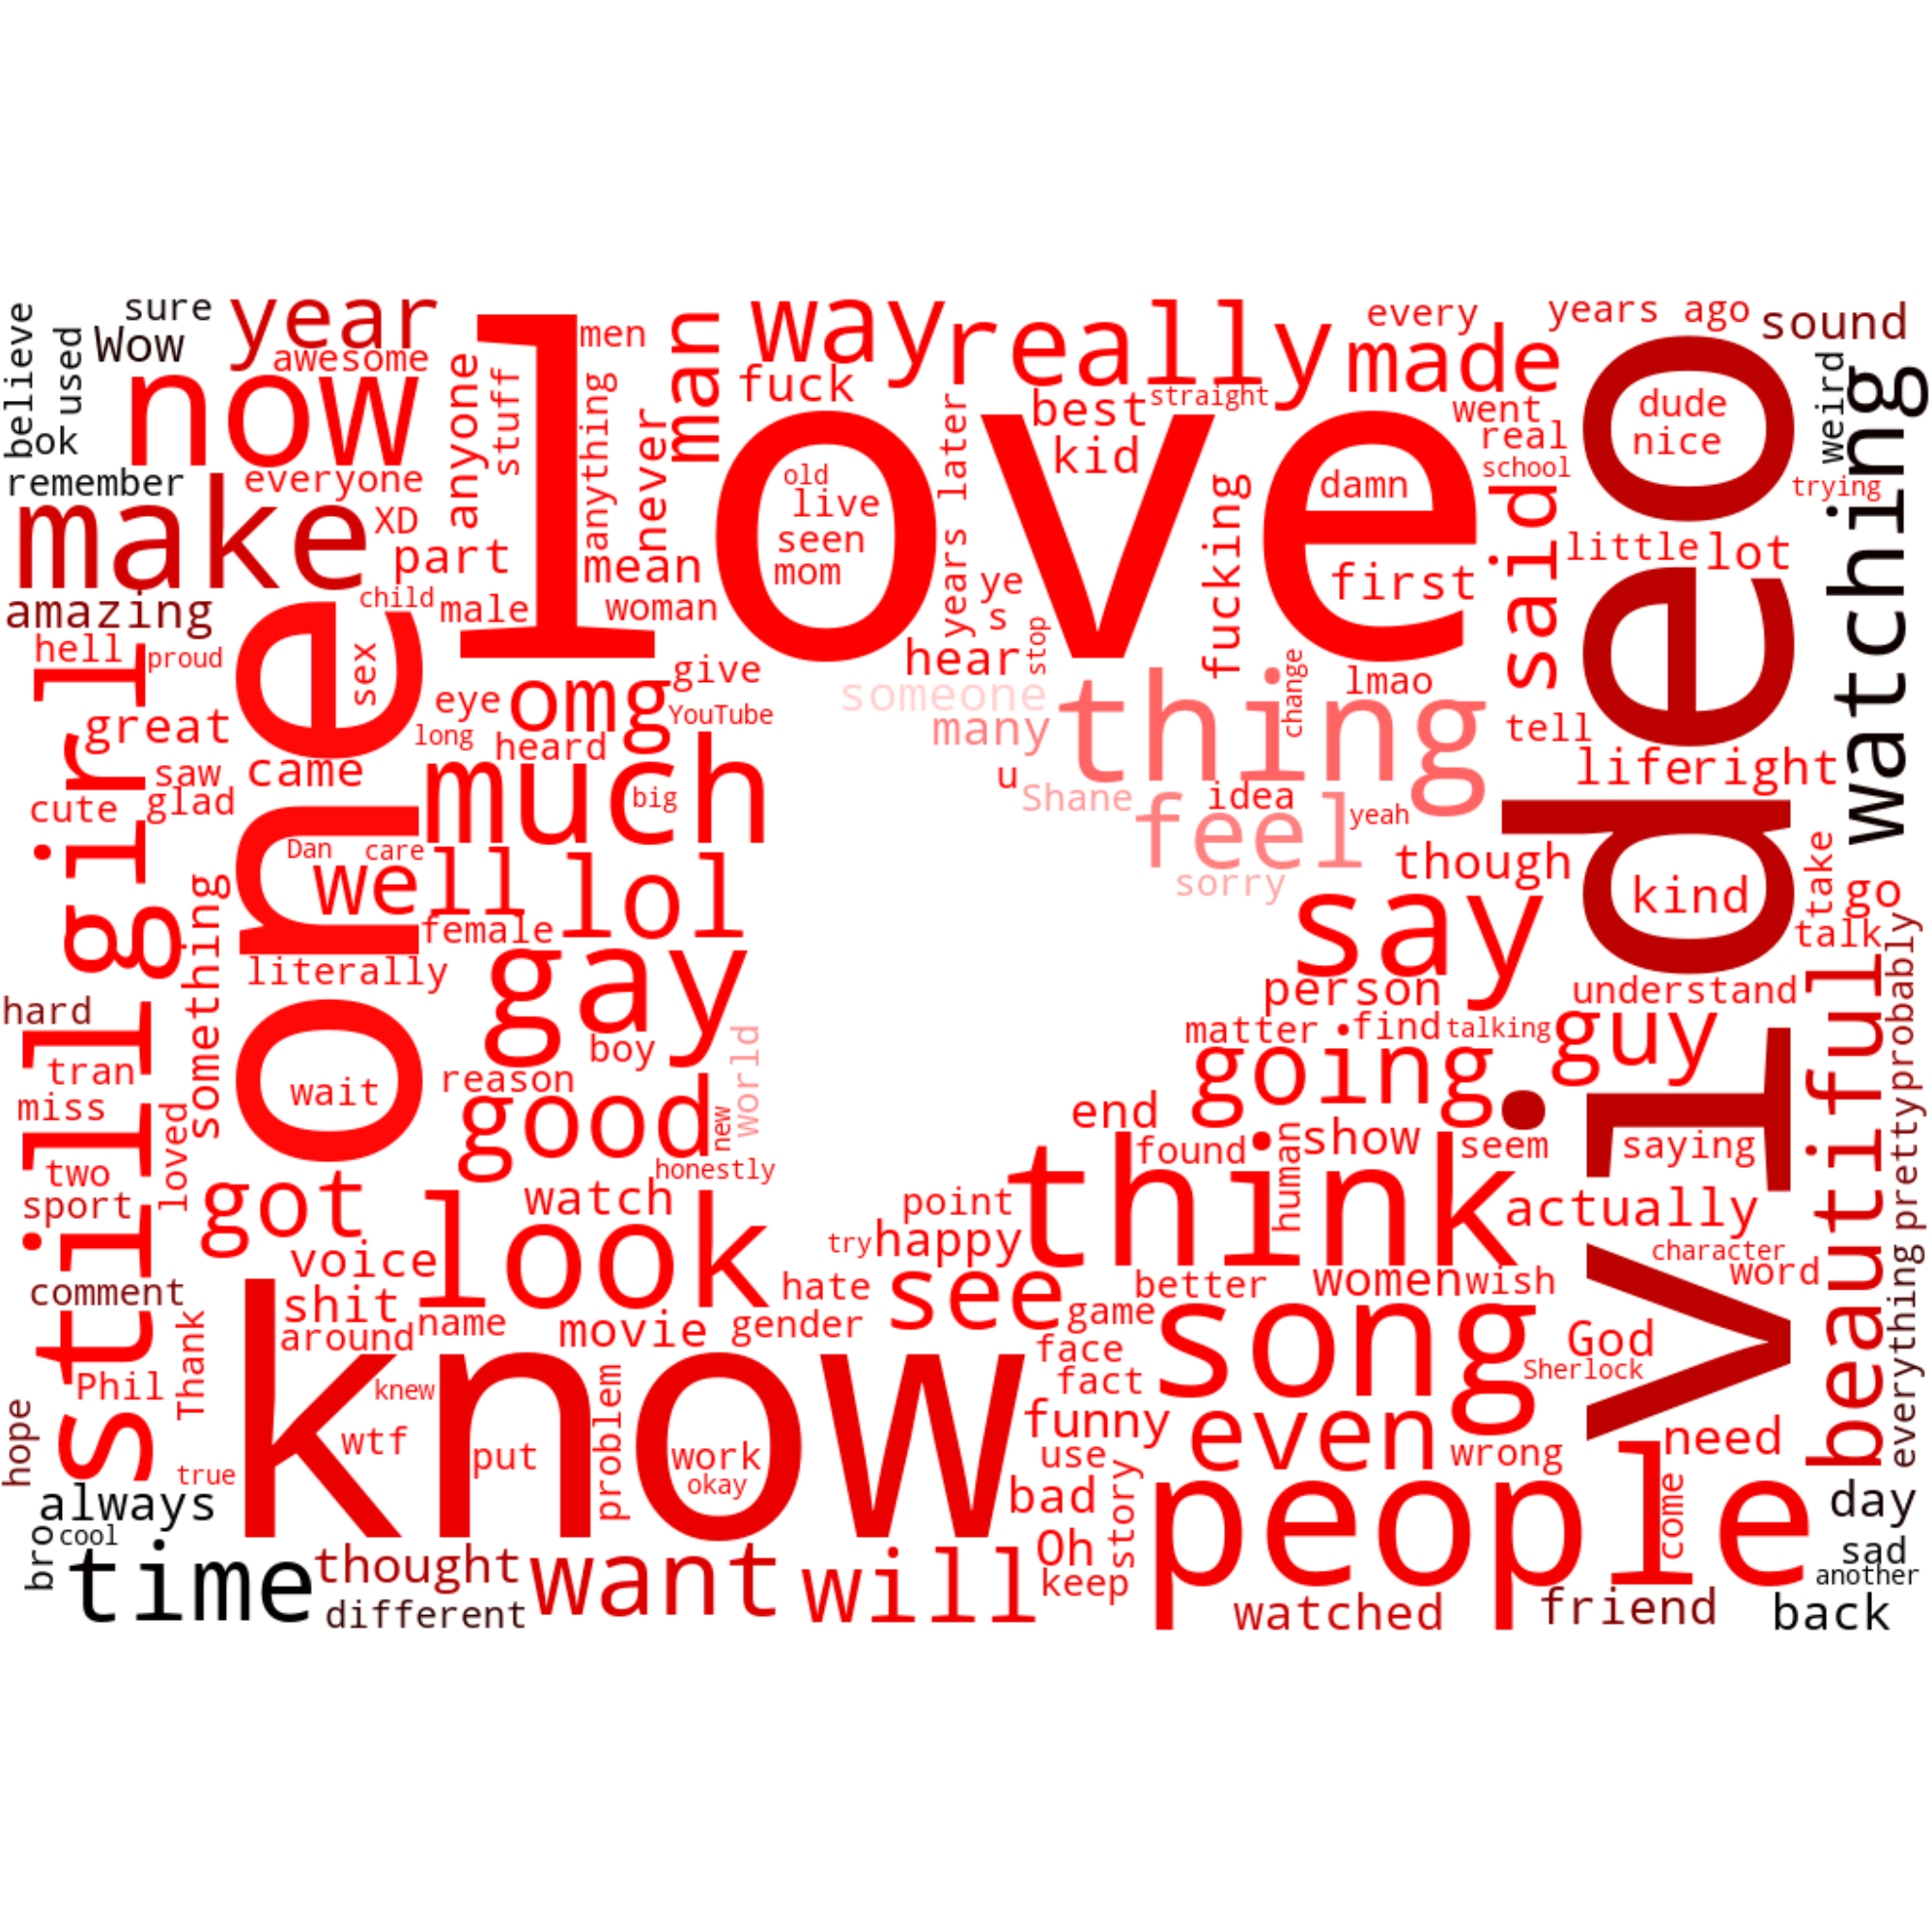 love
video
know
one
people
think
thing
song
still
girl
watching
beautiful
now
make
year
way
really
made
said
man
much
omg
well
lol
gay
good
look
got
see
say
feel
going
guy
even
want
will
time
thought
different
always
sure
Wow
believe
used
ok
remember
awesome
everyone
amazing
XD
part
child
male
anyone
stuff
men
anything
never
mean
woman
fuck
old
live
seen
mom
years later
best
straight
kid
ye
s
hear
stop
fucking
damn
first
every
years ago
sound
went
real
school
dude
nice
weird
trying
little
lot
someone
many
u
Shane
change
lmao
idea
yeah
sorry
tell
life
right
though
kind
take
go
talk
probably
hell
proud
great
saw
cute
glad
came
sex
eye
give
YouTube
long
heard
big
Dan
care
female
literally
something
hard
tran
miss
two
sport
loved
wait
reason
boy
world
new
honestly
watch
voice
shit
around
name
movie
gender
hate
try
happy
point
end
found
human
show
seem
person
matter
find
talking
understand
saying
actually
character
word
pretty
everything
better
women
wish
game
face
fact
funny
use
bad
story
Oh
keep
God
Sherlock
need
wrong
come
watched
friend
day
sad
another
back
comment
Phil
Thank
hope
true
bro
cool
knew
wtf
put
problem
work
okay